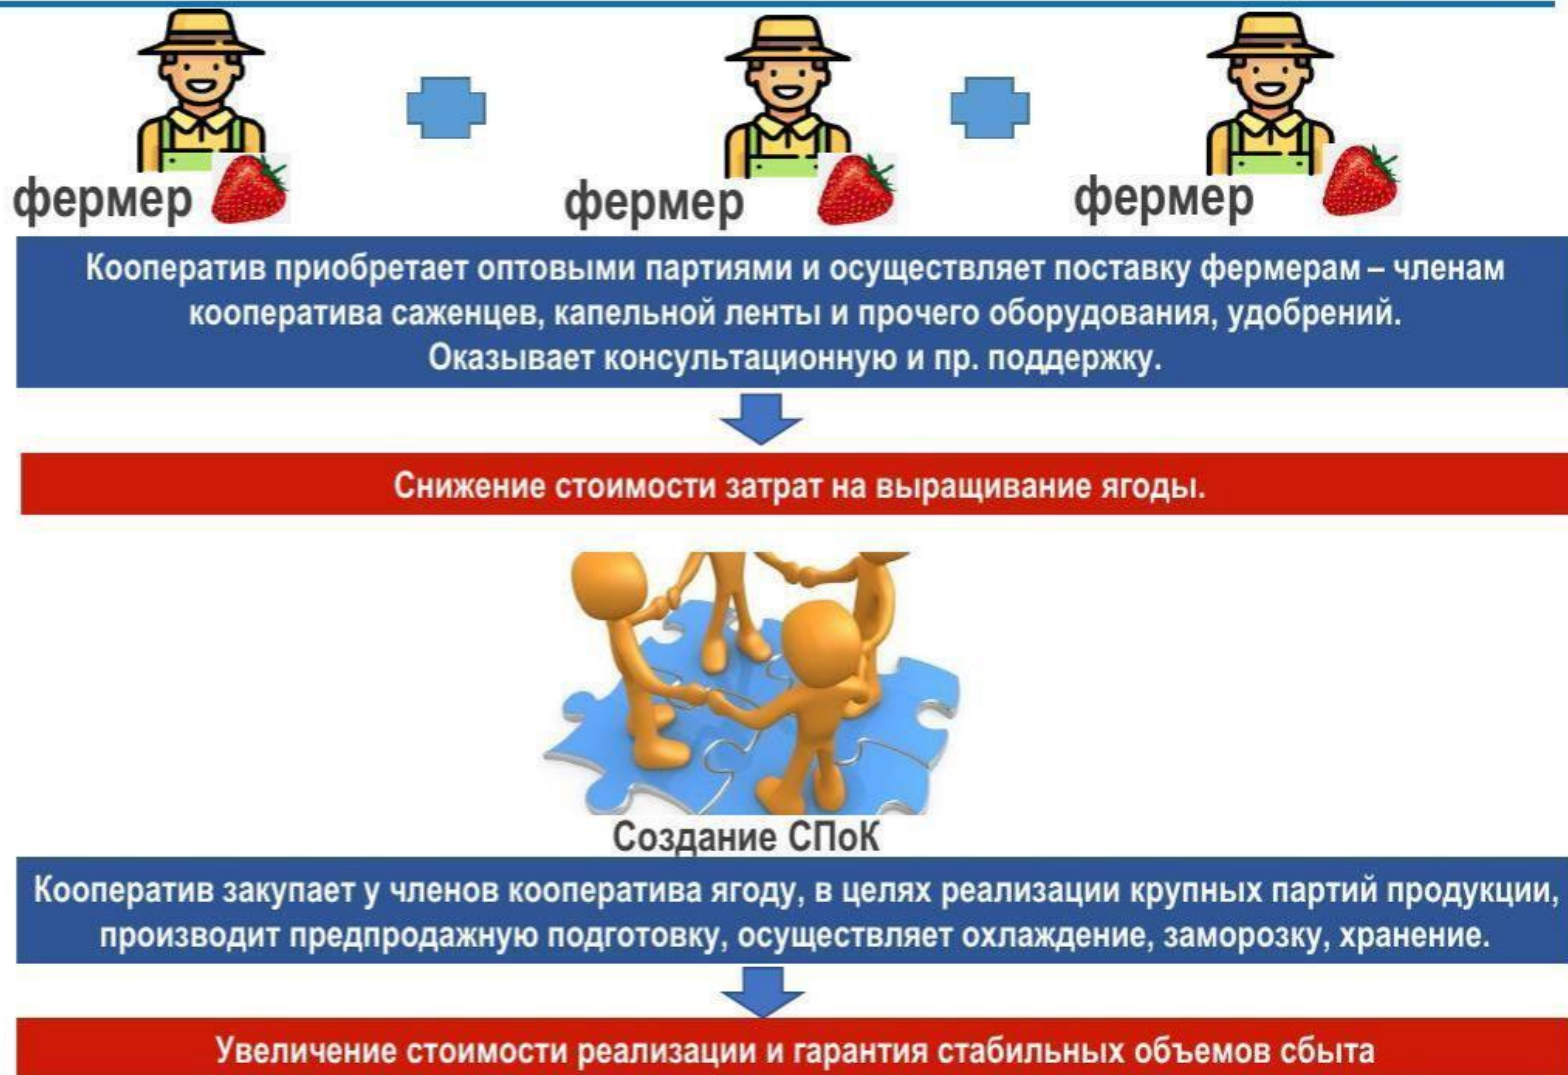 фермер
фермер
фермер
Кооператив приобретает оптовыми партиями и осуществляет поставку фермерам – членам
кооператива саженцев, капельной ленты и прочего оборудования, удобрений.
Оказывает консультационную и пр. поддержку.
Снижение стоимости затрат на выращивание ягоды.
Создание СПоК
Кооператив закупает у членов кооператива ягоду, в целях реализации крупных партий продукции,
производит предпродажную подготовку, осуществляет охлаждение, заморозку, хранение.
Увеличение стоимости реализации и гарантия стабильных объемов сбыта